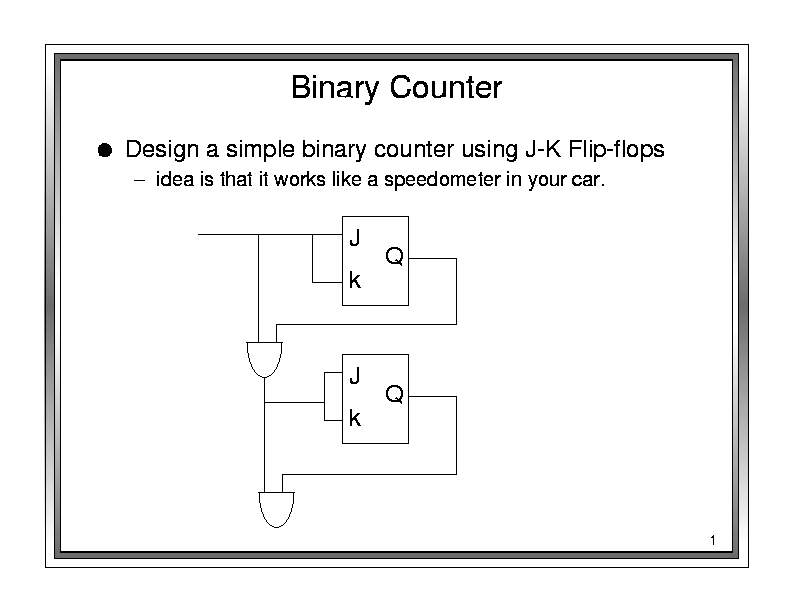 Binary Counter
● Design a simple binary counter using J-K Flip-flops
– idea is that it works like a speedometer in your car.
J
Q
k
J
Q
k
1